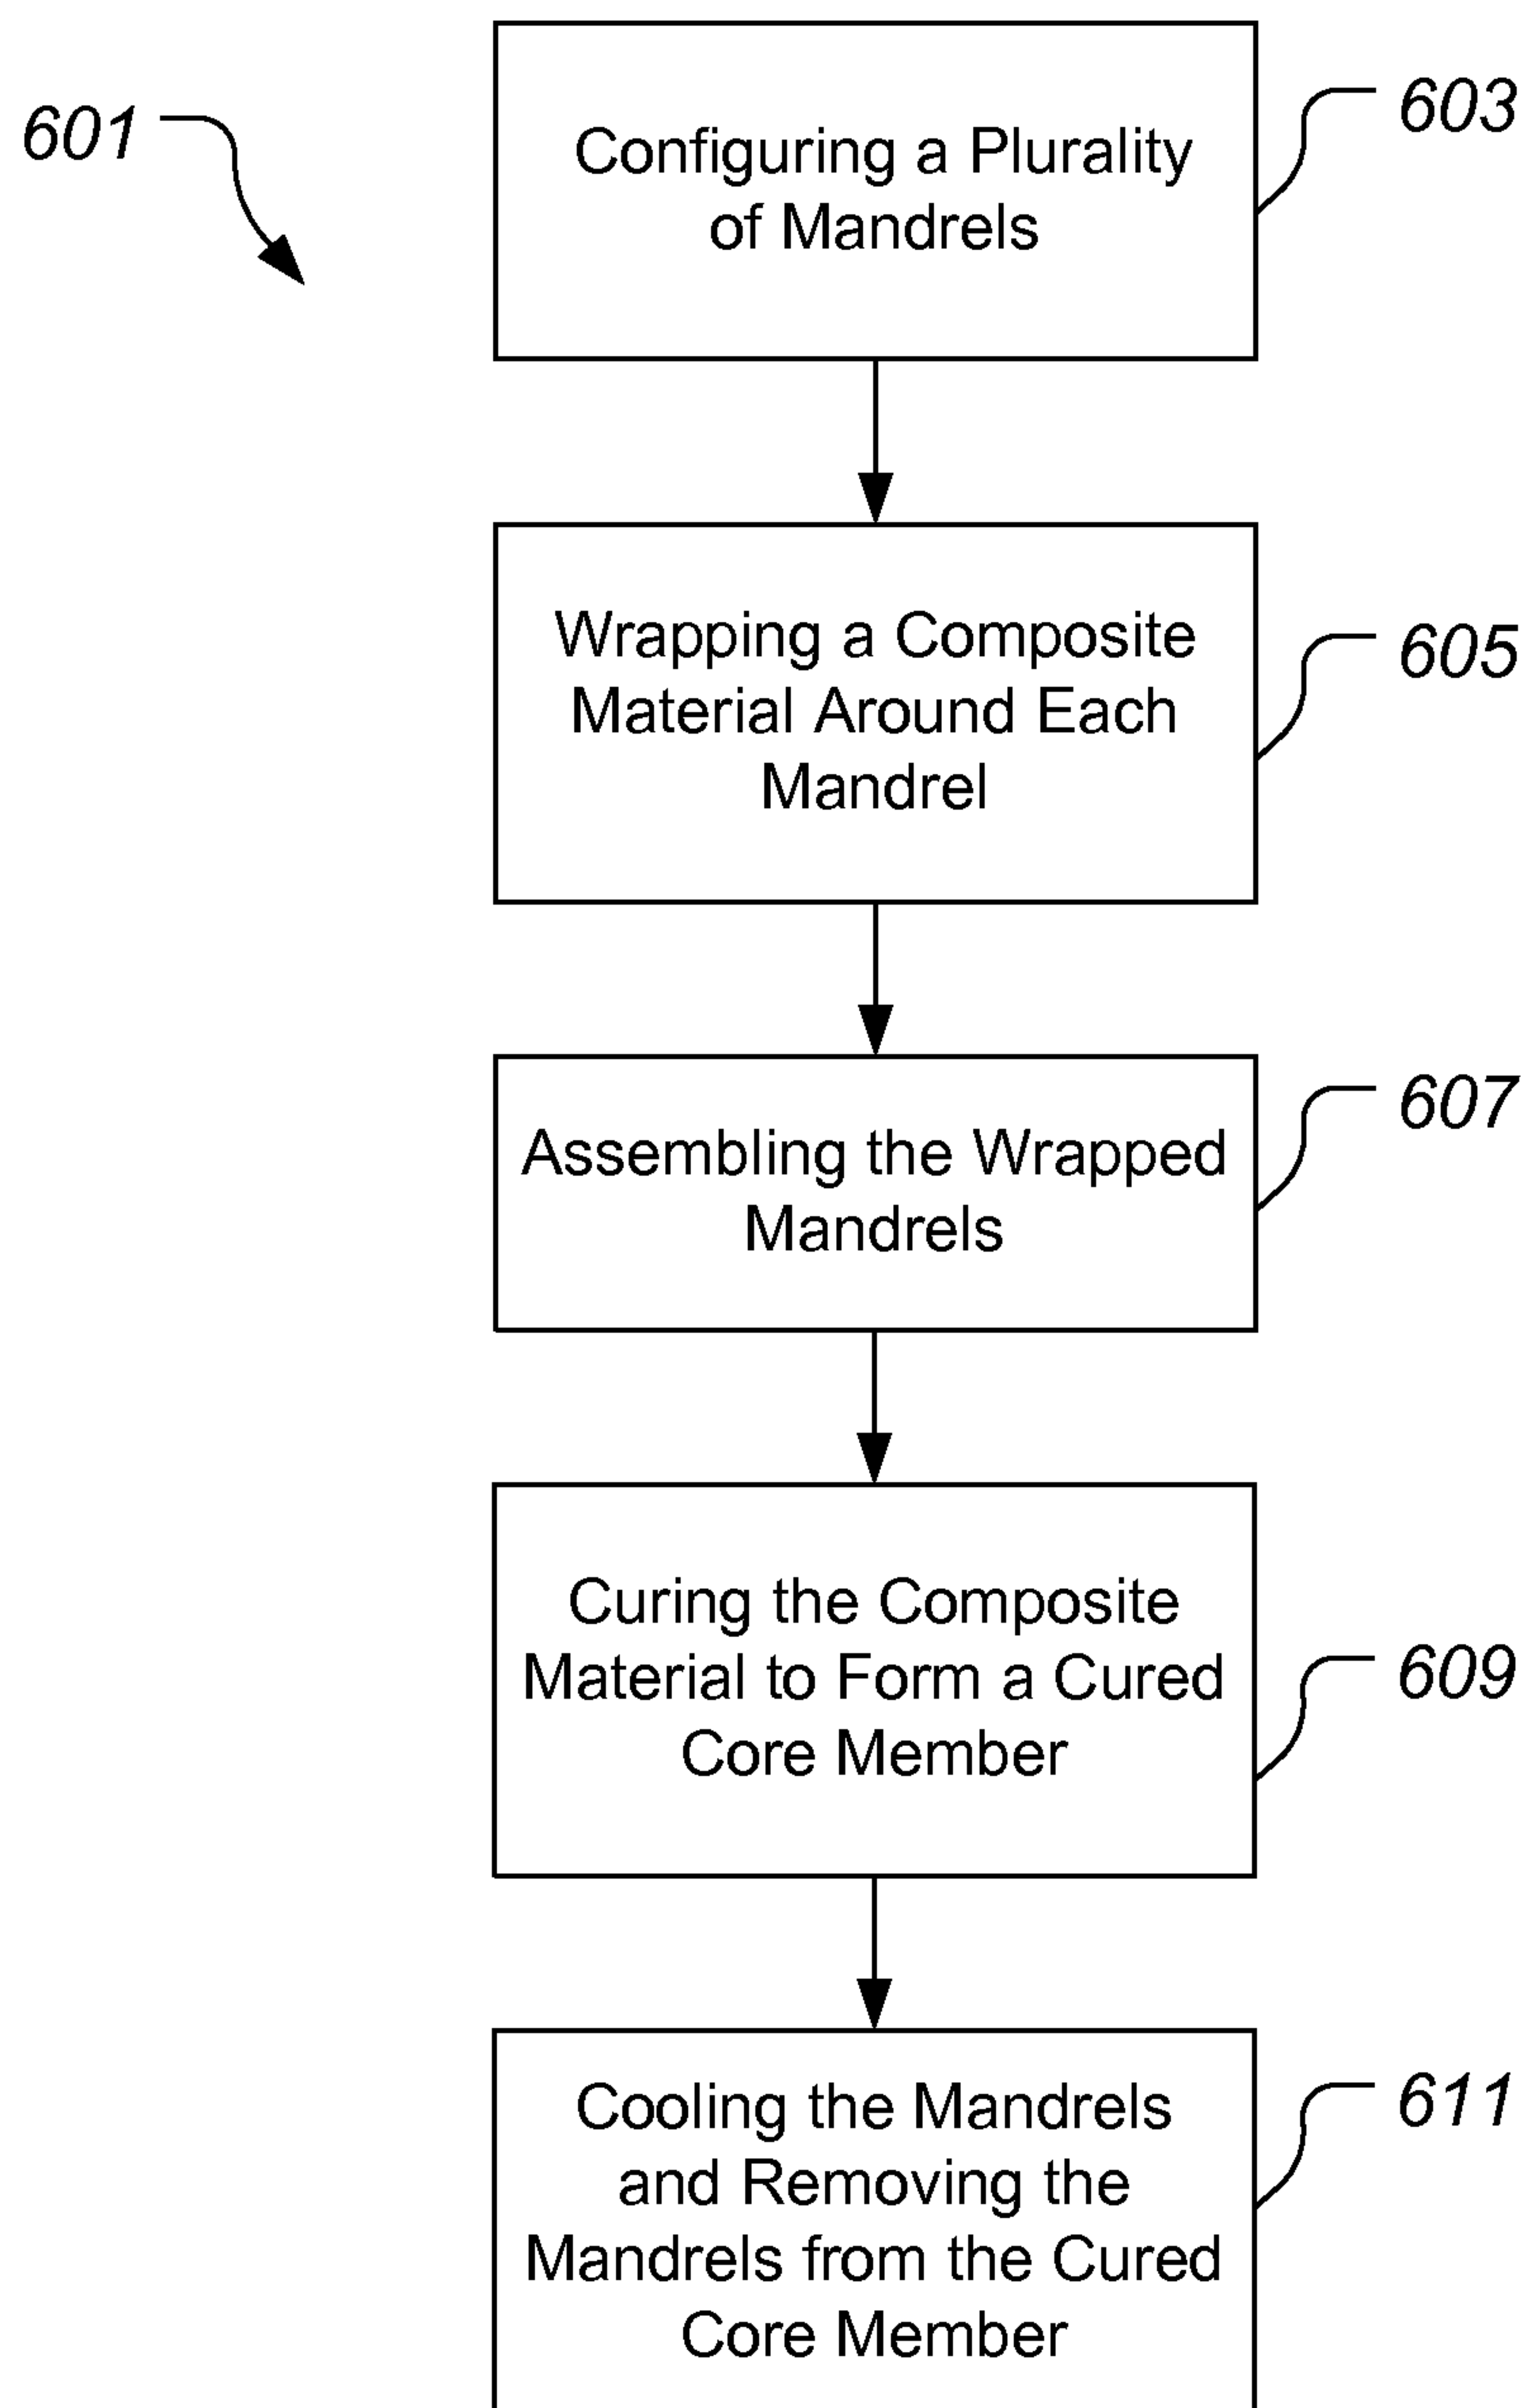 601
603
Configuring a Plurality
of Mandrels
605
Wrapping a Composite
Material Around Each
Mandrel
607
Assembling the Wrapped
Mandrels
609
Curing the Composite
Material to Form a Cured
Core Member
611
Cooling the Mandrels
and Removing the
Mandrels from the Cured
Core Member